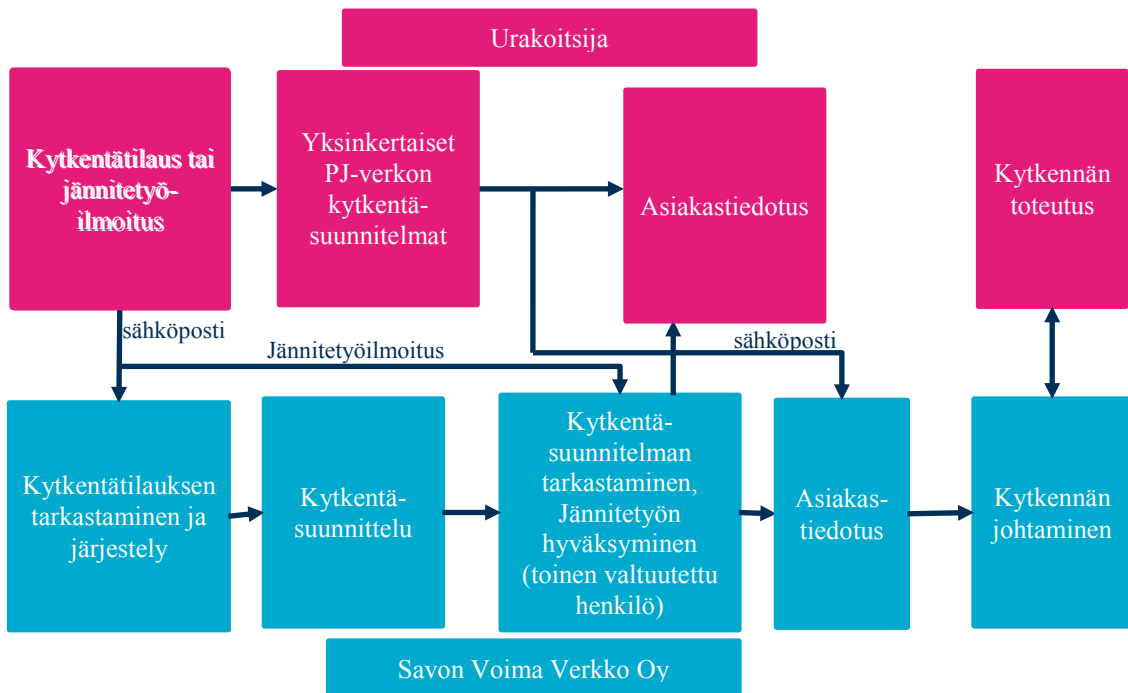 Urakoitsija
Kytkentätilaus tai
jännitetyö-
ilmoitus
Yksinkertaiset
PJ-verkon
kytkentä-
suunnitelmat
Asiakastiedotus
Kytkennän
toteutus
sähköposti
Jännitetyöilmoitus
sähköposti
Kytkentätilauksen
tarkastaminen ja
järjestely
Kytkentä-
suunnittelu
Kytkentä-
suunnitelman
tarkastaminen,
Jännitetyön
hyväksyminen
(toinen valtuutettu
henkilö)
Asiakas-
tiedotus
Kytkennän
johtaminen
Savon Voima Verkko Oy